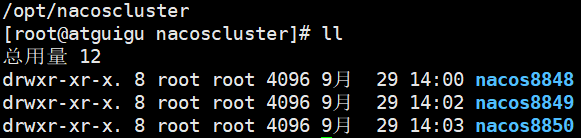 /opt/nacoscluster
[root@atguigu nacoscluster]# ll
总用量 12
drwxr-xr-x. 8 root root 4096 9月  29 14:00 nacos8848
drwxr-xr-x. 8 root root 4096 9月  29 14:02 nacos8849
drwxr-xr-x. 8 root root 4096 9月  29 14:03 nacos8850